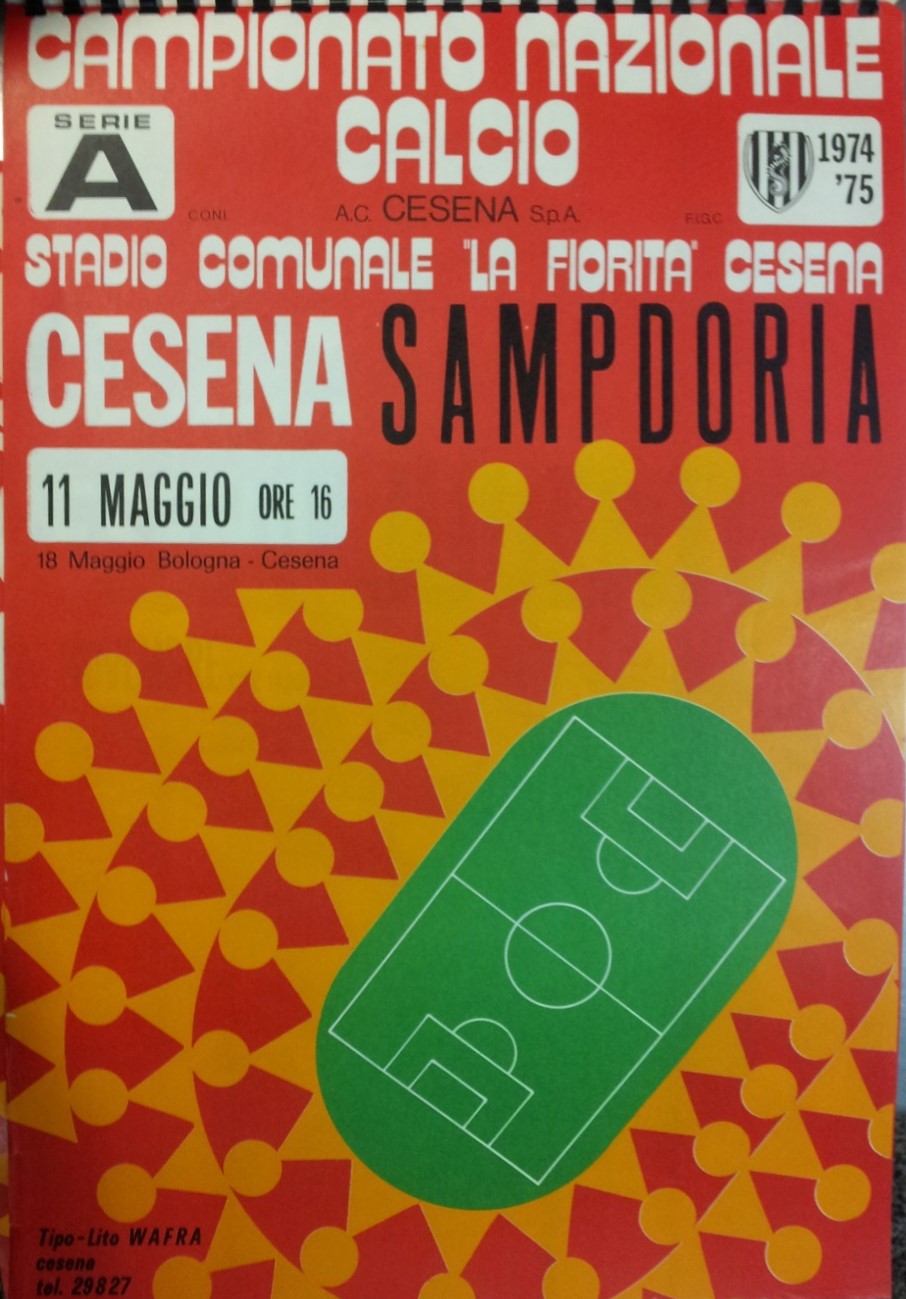 CAMPIONATO NAZIONALE
CALCIO
SERIE
A
1974
'75
C.O.N.I.
A.C. CESENA S.p.A.
F.I.G.C.
STADIO COMUNALE "LA FIORITA" CESENA
CESENA SAMPDORIA
11 MAGGIO ORE 16
18 Maggio Bologna - Cesena
Tipo-Lito WAFRA
cesena
tel. 29827